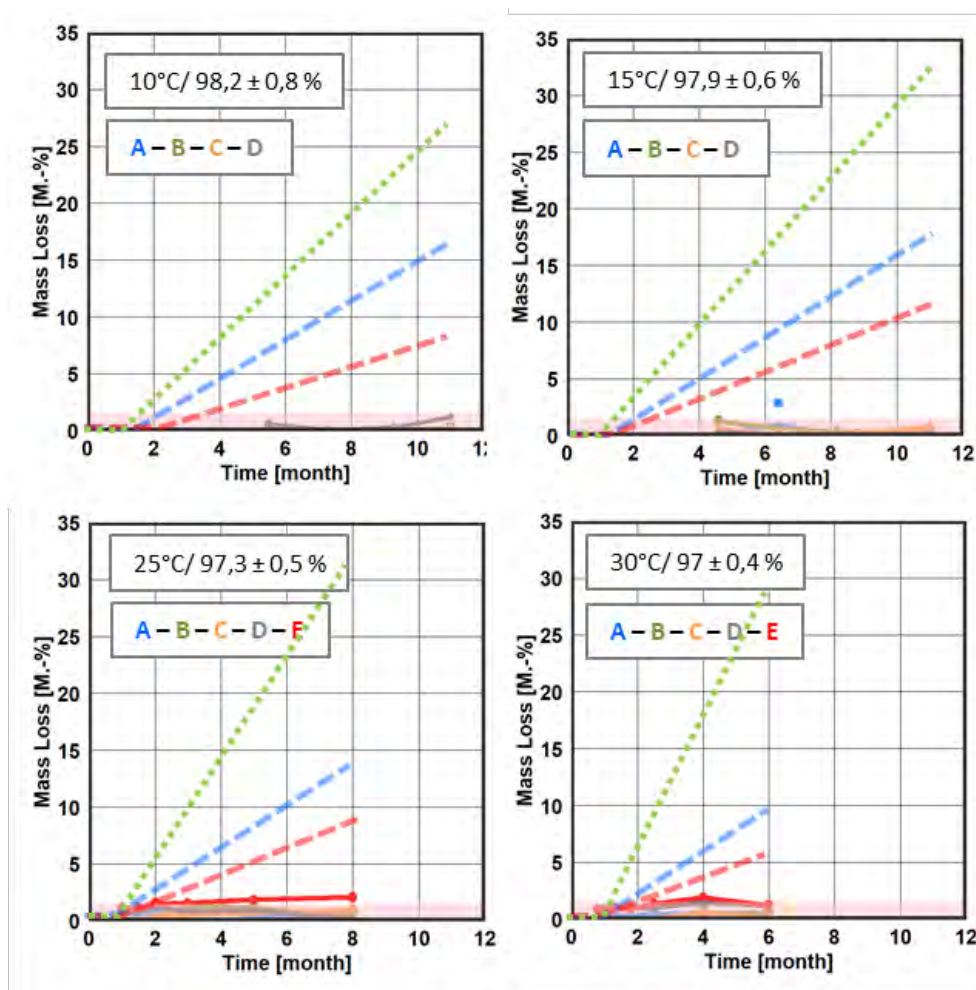 35
30
25
20
15
10
5
0
Mass Loss [M.-%]
10°C/ 98,2 ± 0,8 %
A – B – C – D
0 2 4 6 8 10
Time [month]
35
30
25
20
15
10
5
0
Mass Loss [M.-%]
15°C/ 97,9 ± 0,6 %
A – B – C – D
0 2 4 6 8 10 12
Time [month]
35
30
25
20
15
10
5
0
Mass Loss [M.-%]
25°C/ 97,3 ± 0,5 %
A – B – C – D –
0 2 4 6 8 10 12
Time [month]
35
30
25
20
15
10
5
0
Mass Loss [M.-%]
30°C/ 97 ± 0,4 %
A – B – C – D – E
0 2 4 6 8 10 12
Time [month]